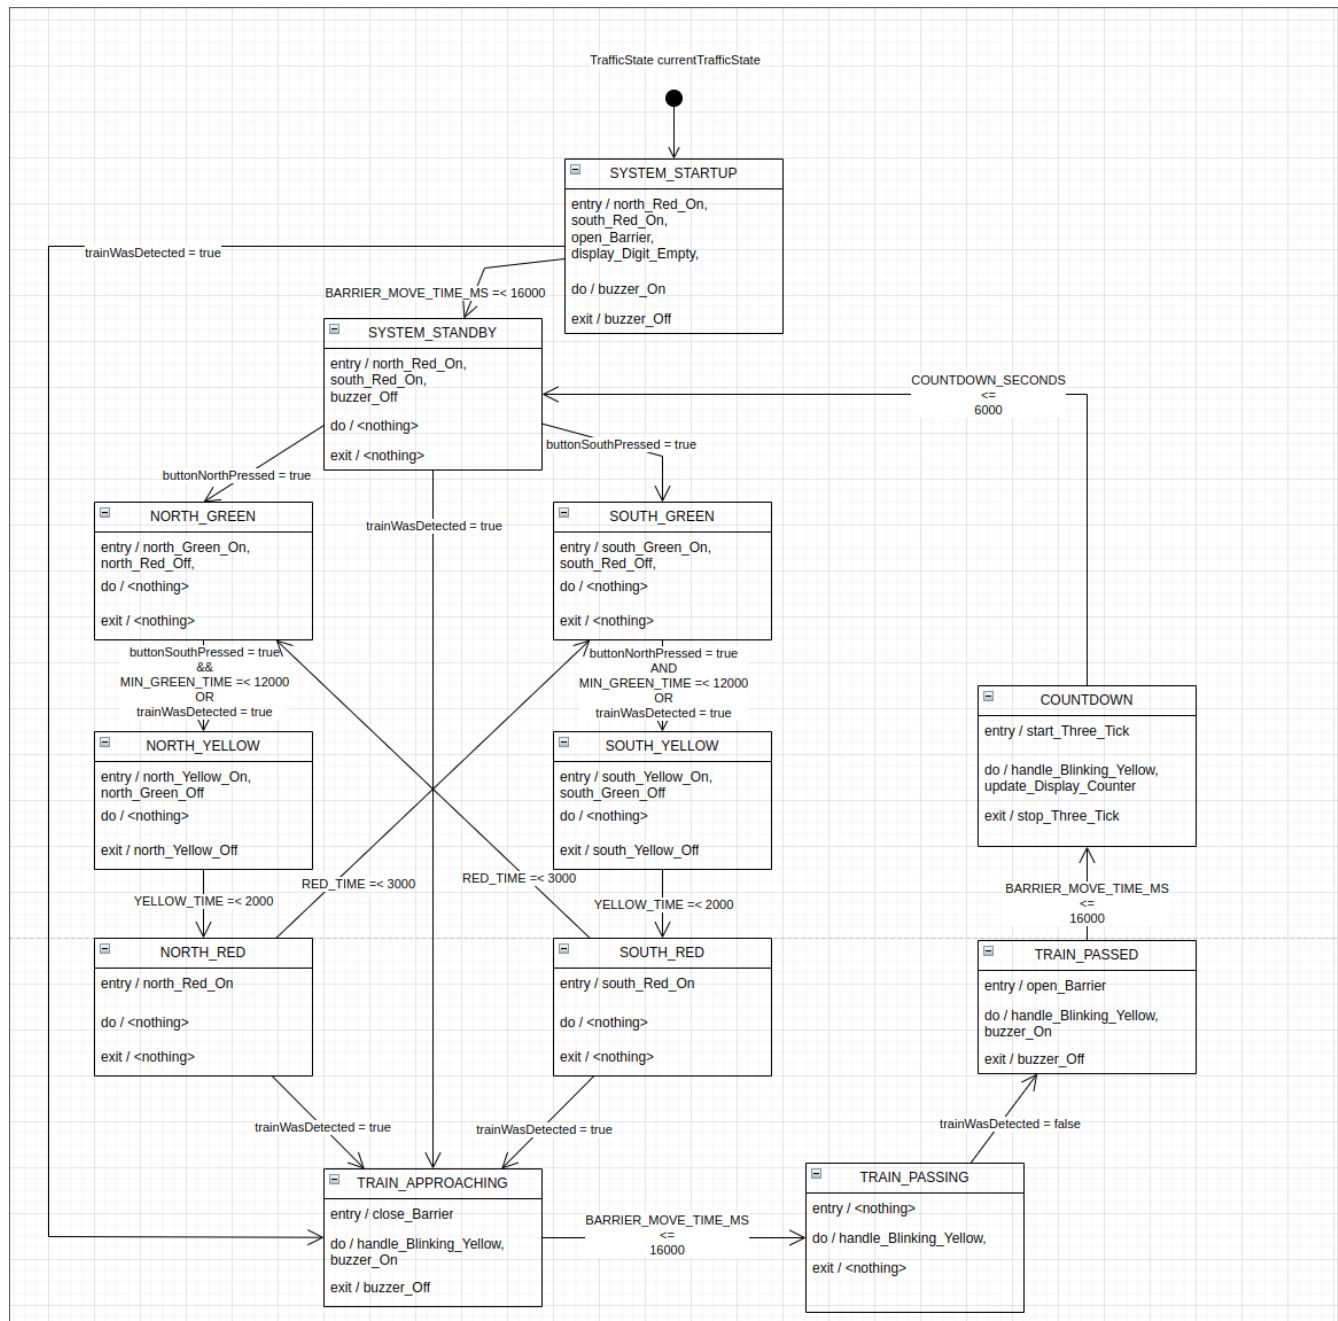 TrafficState currentTrafficState
SYSTEM_STARTUP
entry / north_Red_On,
south_Red_On,
open_Barrier,
display_Digit_Empty,
do / buzzer_On
exit / buzzer_Off
trainWasDetected = true
BARRIER_MOVE_TIME_MS =< 16000
SYSTEM_STANDBY
entry / north_Red_On,
south_Red_On,
buzzer_Off
do / <nothing>
exit / <nothing>
COUNTDOWN_SECONDS
<=
6000
buttonNorthPressed = true
buttonSouthPressed = true
trainWasDetected = true
NORTH_GREEN
entry / north_Green_On,
north_Red_Off,
do / <nothing>
exit / <nothing>
SOUTH_GREEN
entry / south_Green_On,
south_Red_Off,
do / <nothing>
exit / <nothing>
buttonSouthPressed = true
&&
MIN_GREEN_TIME =< 12000
OR
trainWasDetected = true
buttonNorthPressed = true
AND
MIN_GREEN_TIME =< 12000
OR
trainWasDetected = true
NORTH_YELLOW
entry / north_Yellow_On,
north_Green_Off
do / <nothing>
exit / north_Yellow_Off
SOUTH_YELLOW
entry / south_Yellow_On,
south_Green_Off
do / <nothing>
exit / south_Yellow_Off
COUNTDOWN
entry / start_Three_Tick
do / handle_Blinking_Yellow,
update_Display_Counter
exit / stop_Three_Tick
YELLOW_TIME =< 2000
RED_TIME =< 3000
RED_TIME =< 3000
YELLOW_TIME =< 2000
BARRIER_MOVE_TIME_MS
<=
16000
NORTH_RED
entry / north_Red_On
do / <nothing>
exit / <nothing>
SOUTH_RED
entry / south_Red_On
do / <nothing>
exit / <nothing>
TRAIN_PASSED
entry / open_Barrier
do / handle_Blinking_Yellow,
buzzer_On
exit / buzzer_Off
trainWasDetected = true
trainWasDetected = true
trainWasDetected = false
TRAIN_APPROACHING
entry / close_Barrier
do / handle_Blinking_Yellow,
buzzer_On
exit / buzzer_Off
BARRIER_MOVE_TIME_MS
<=
16000
TRAIN_PASSING
entry / <nothing>
do / handle_Blinking_Yellow,
exit / <nothing>